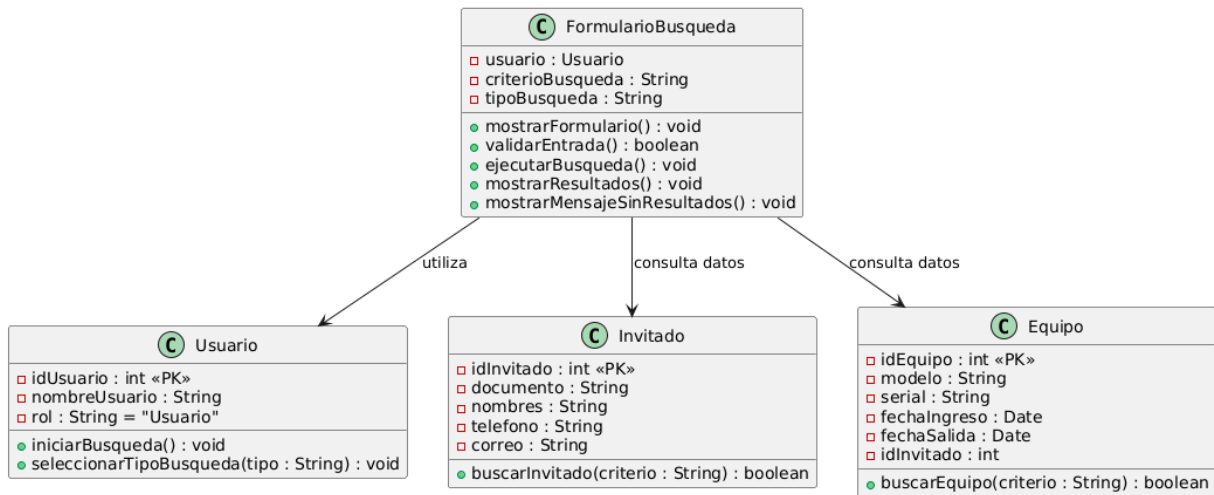 C FormularioBusqueda
usuario : Usuario
criterioBusqueda : String
tipoBusqueda : String
mostrarFormulario() : void
validarEntrada() : boolean
ejecutarBusqueda() : void
mostrarResultados() : void
mostrarMensajeSinResultados() : void
utiliza
consulta datos
consulta datos
C Usuario
idUsuario : int «PK»
nombreUsuario : String
rol : String = "Usuario"
iniciarBusqueda() : void
seleccionarTipoBusqueda(tipo : String) : void
C Invitado
idInvitado : int «PK»
documento : String
nombres : String
telefono : String
correo : String
buscarInvitado(criterio : String) : boolean
C Equipo
idEquipo : int «PK»
modelo : String
serial : String
fechaIngreso : Date
fechaSalida : Date
idInvitado : int
buscarEquipo(criterio : String) : boolean